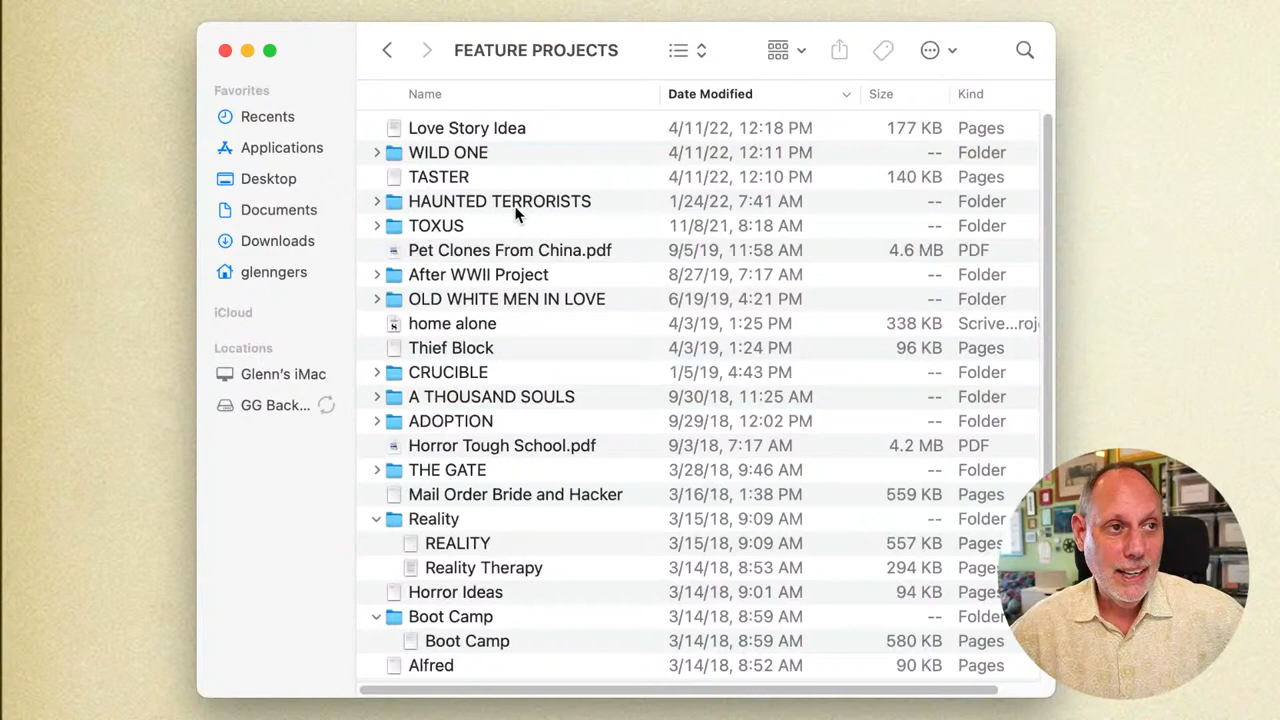 FEATURE PROJECTS
Favorites
Recents
Applications
Desktop
Documents
Downloads
glenngers
iCloud
Locations
Glenn's iMac
GG Back...
Name Date Modified Size Kind
Love Story Idea 4/11/22, 12:18 PM 177 KB Pages
WILD ONE 4/11/22, 12:11 PM -- Folder
TASTER 4/11/22, 12:10 PM 140 KB Pages
HAUNTED TERRORISTS 1/24/22, 7:41 AM -- Folder
TOXUS 11/8/21, 8:18 AM -- Folder
Pet Clones From China.pdf 9/5/19, 11:58 AM 4.6 MB PDF
After WWII Project 8/27/19, 7:17 AM -- Folder
OLD WHITE MEN IN LOVE 6/19/19, 4:21 PM -- Folder
home alone 4/3/19, 1:25 PM 338 KB Scrive...roj
Thief Block 4/3/19, 1:24 PM 96 KB Pages
CRUCIBLE 1/5/19, 4:43 PM -- Folder
A THOUSAND SOULS 9/30/18, 11:25 AM -- Folder
ADOPTION 9/29/18, 12:02 PM -- Folder
Horror Tough School.pdf 9/3/18, 7:17 AM 4.2 MB PDF
THE GATE 3/28/18, 9:46 AM -- Folder
Mail Order Bride and Hacker 3/16/18, 1:38 PM 559 KB Pages
Reality 3/15/18, 9:09 AM -- Folder
REALITY 3/15/18, 9:09 AM 557 KB Pages
Reality Therapy 3/14/18, 8:53 AM 294 KB Pages
Horror Ideas 3/14/18, 9:01 AM 94 KB Pages
Boot Camp 3/14/18, 8:59 AM -- Folder
Boot Camp 3/14/18, 8:59 AM 580 KB Pages
Alfred 3/14/18, 8:52 AM 90 KB Pages